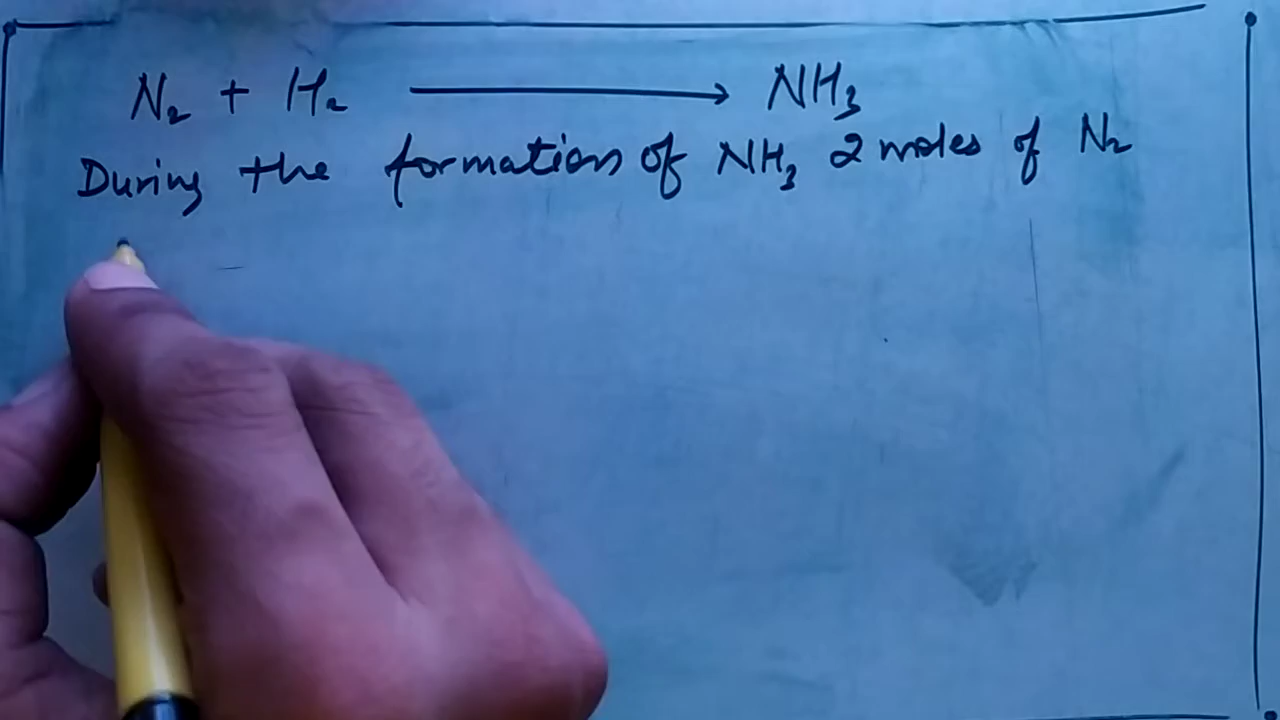 N₂ + H₂ ⟶ NH₃
During the formation of NH₃ 2 moles of N₂